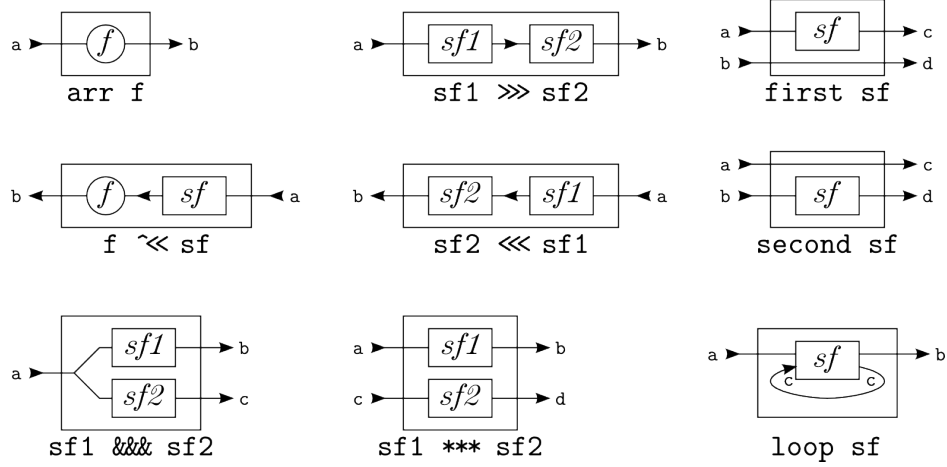 a f b
arr f
a sf1 sf2 b
sf1 >>> sf2
a sf c
b d
first sf
b f sf a
f ^<< sf
b sf2 sf1 a
sf2 <<< sf1
a c
b sf d
second sf
a sf1 b
sf2 c
sf1 &&& sf2
a sf1 b
c sf2 d
sf1 *** sf2
a sf b
c c
loop sf